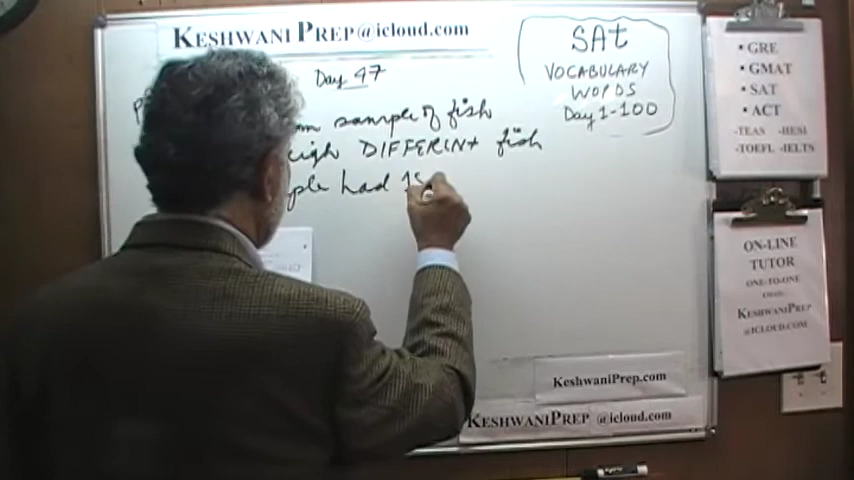 KESHWANI PREP@icloud.com
Day 47
sample of fish
DIFFERINT fish
had
SAt
VOCABULARY
WORDS
Day 1-100
• GRE
• GMAT
• SAT
• ACT
-TEAS -HESI
-TOEFL -IELTS
ON-LINE
TUTOR
ONE-TO-ONE
KESHWANIPREP
@ICLOUD.COM
KeshwaniPrep.com
KESHWANIPREP @icloud.com